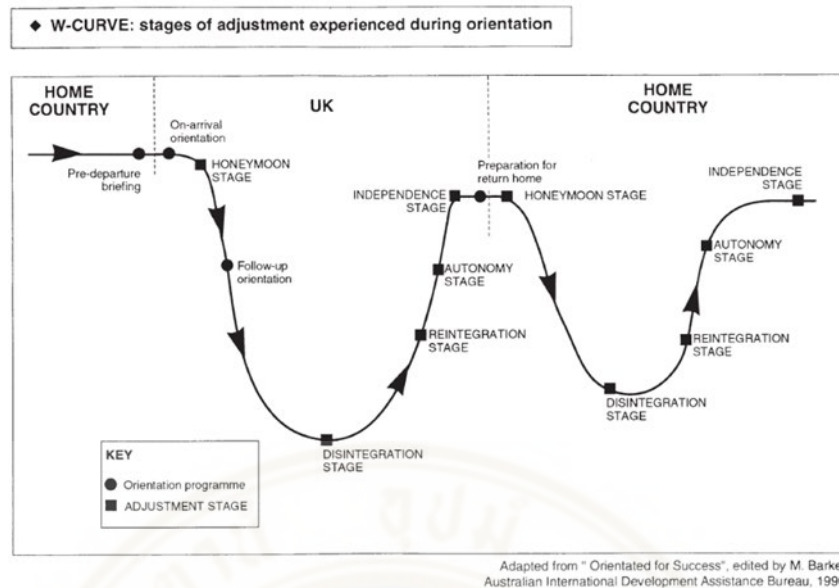 ◆ W-CURVE: stages of adjustment experienced during orientation
HOME
COUNTRY
UK
HOME
COUNTRY
On-arrival
orientation
Pre-departure
briefing
HONEYMOON
STAGE
Follow-up
orientation
DISINTEGRATION
STAGE
REINTEGRATION
STAGE
AUTONOMY
STAGE
INDEPENDENCE
STAGE
Preparation for
return home
HONEYMOON STAGE
DISINTEGRATION
STAGE
REINTEGRATION
STAGE
AUTONOMY
STAGE
INDEPENDENCE
STAGE
KEY
Orientation programme
ADJUSTMENT STAGE
Adapted from " Orientated for Success", edited by M. Barke
Australian International Development Assistance Bureau, 199